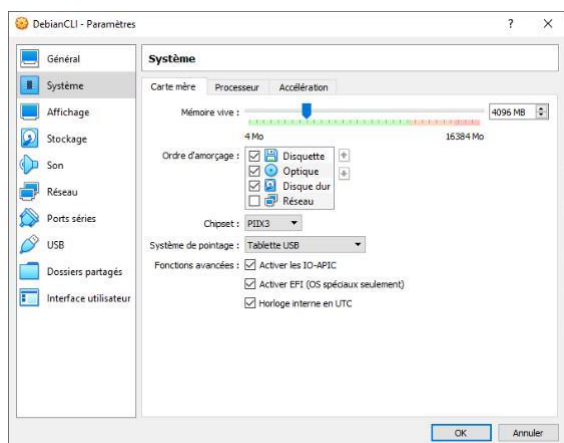 DebianCLI - Paramètres
Général
Système
Affichage
Stockage
Son
Réseau
Ports séries
USB
Dossiers partagés
Interface utilisateur
Système
Carte mère Processeur Accélération
Mémoire vive : 4096 MB
4 Mo 16384 Mo
Ordre d'amorçage : Disquette
Optique
Disque dur
Réseau
Chipset : PIIX3
Système de pointage : Tablette USB
Fonctions avancées : Activer les IO-APIC
Activer EFI (OS spéciaux seulement)
Horloge interne en UTC
OK Annuler